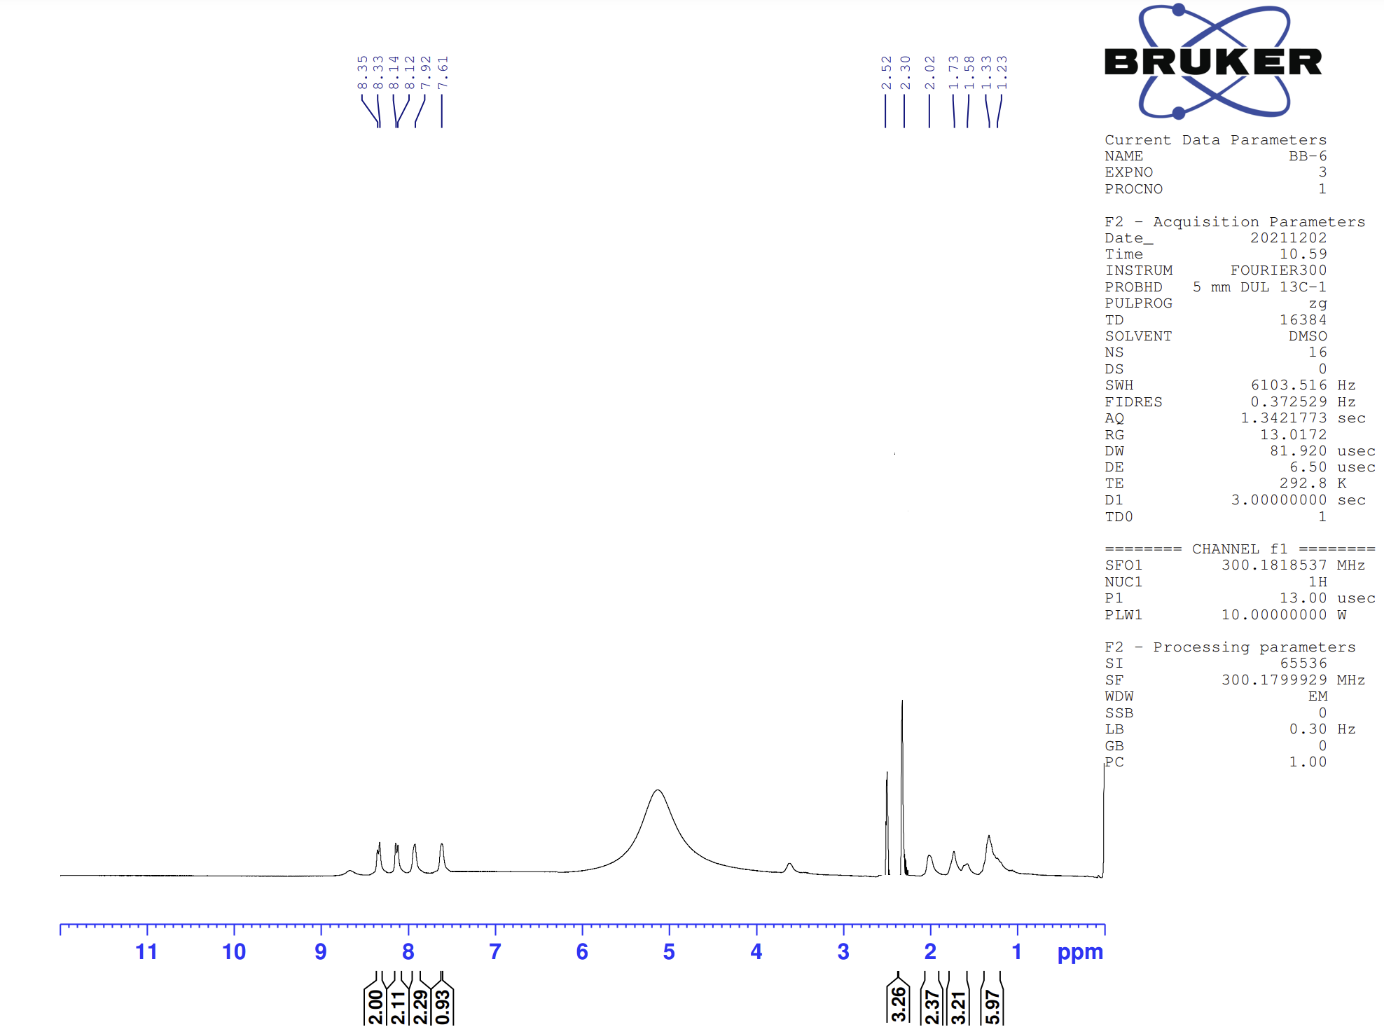 8.35
8.33
8.14
8.12
7.92
7.61
2.52
2.30
2.02
1.73
1.58
1.33
1.23
BRUKER
Current Data Parameters
NAME BB-6
EXPNO 3
PROCNO 1
F2 - Acquisition Parameters
Date_ 20211202
Time 10.59
INSTRUM FOURIER300
PROBHD 5 mm DUL 13C-1
PULPROG zg
TD 16384
SOLVENT DMSO
NS 16
DS 0
SWH 6103.516 Hz
FIDRES 0.372529 Hz
AQ 1.3421773 sec
RG 13.0172
DW 81.920 usec
DE 6.50 usec
TE 292.8 K
D1 3.00000000 sec
TD0 1
======== CHANNEL f1 ========
SFO1 300.1818537 MHz
NUC1 1H
P1 13.00 usec
PLW1 10.00000000 W
F2 - Processing parameters
SI 65536
SF 300.1799929 MHz
WDW EM
SSB 0
LB 0.30 Hz
GB 0
PC 1.00
11 10 9 8 7 6 5 4 3 2 1 ppm
2.00
2.11
2.29
0.93
3.26
2.37
3.21
5.97